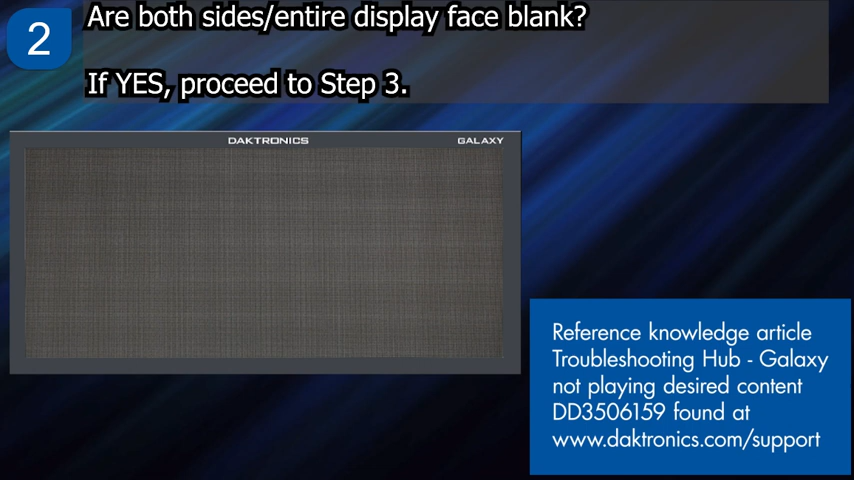 2
Are both sides/entire display face blank?
If YES, proceed to Step 3.
DAKTRONICS
GALAXY
Reference knowledge article
Troubleshooting Hub - Galaxy
not playing desired content
DD3506159 found at
www.daktronics.com/support